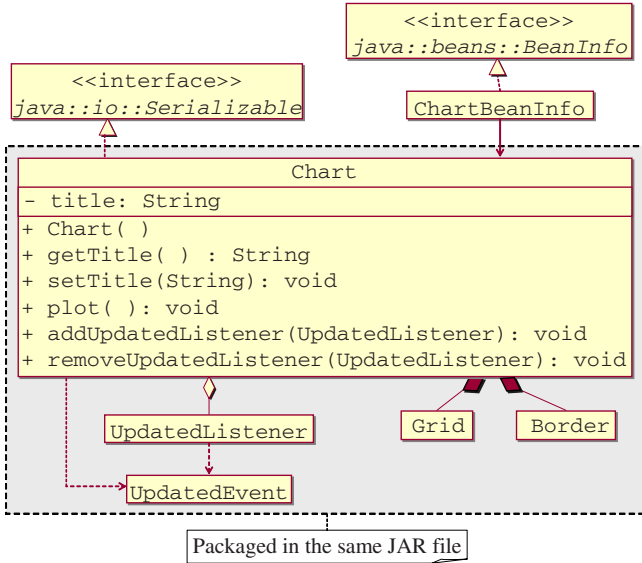 <<interface>>
java::beans::BeanInfo
<<interface>>
java::io::Serializable
ChartBeanInfo
Chart
- title: String
+ Chart( )
+ getTitle( ) : String
+ setTitle(String): void
+ plot( ): void
+ addUpdatedListener(UpdatedListener): void
+ removeUpdatedListener(UpdatedListener): void
UpdatedListener
Grid
Border
UpdatedEvent
Packaged in the same JAR file